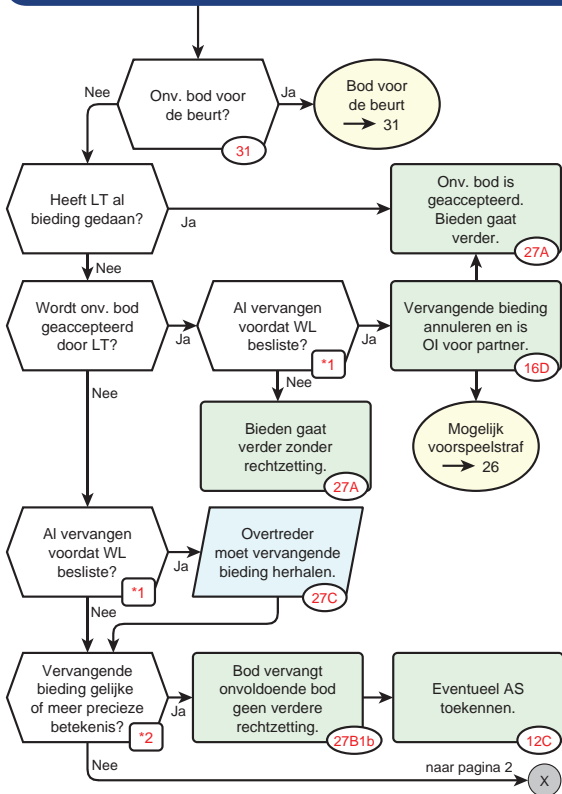 Nee
Onv. bod voor
de beurt?
31
Ja
Bod voor
de beurt
31
Heeft LT al
bieding gedaan?
Ja
Nee
Onv. bod is
geaccepteerd.
Bieden gaat
verder.
27A
Wordt onv. bod
geaccepteerd
door LT?
Ja
Nee
Al vervangen
voordat WL
besliste?
*1
Ja
Nee
Vervangende bieding
annuleren en is
OI voor partner.
16D
Bieden gaat
verder zonder
rechtzetting.
27A
Mogelijk
voorspeelstraf
26
Al vervangen
voordat WL
besliste?
*1
Ja
Nee
Overtreder
moet vervangende
bieding herhalen.
27C
Vervangende
bieding gelijke
of meer precieze
betekenis?
*2
Ja
Nee
Bod vervangt
onvoldoende bod
geen verdere
rechtzetting.
27B1b
Eventueel AS
toekennen.
12C
naar pagina 2
X